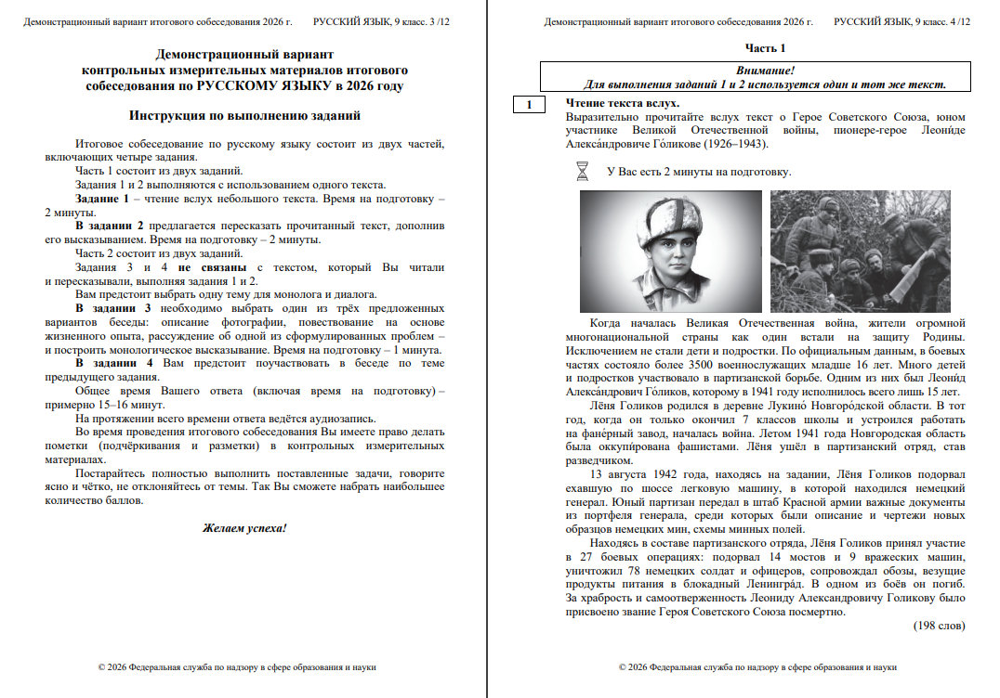 Демонстрационный вариант итогового собеседования 2026 г. РУССКИЙ ЯЗЫК, 9 класс. 3 /12
Демонстрационный вариант
контрольных измерительных материалов итогового
собеседования по РУССКОМУ ЯЗЫКУ в 2026 году
Инструкция по выполнению заданий
Итоговое собеседование по русскому языку состоит из двух частей,
включающих четыре задания.
Часть 1 состоит из двух заданий.
Задания 1 и 2 выполняются с использованием одного текста.
Задание 1 – чтение вслух небольшого текста. Время на подготовку –
2 минуты.
В задании 2 предлагается пересказать прочитанный текст, дополнив
его высказыванием. Время на подготовку – 2 минуты.
Часть 2 состоит из двух заданий.
Задания 3 и 4 не связаны с текстом, который Вы читали
и пересказывали, выполняя задания 1 и 2.
Вам предстоит выбрать одну тему для монолога и диалога.
В задании 3 необходимо выбрать один из трёх предложенных
вариантов беседы: описание фотографии, повествование на основе
жизненного опыта, рассуждение об одной из сформулированных проблем –
и построить монологическое высказывание. Время на подготовку – 1 минута.
В задании 4 Вам предстоит поучаствовать в беседе по теме
предыдущего задания.
Общее время Вашего ответа (включая время на подготовку) –
примерно 15–16 минут.
На протяжении всего времени ответа ведётся аудиозапись.
Во время проведения итогового собеседования Вы имеете право делать
пометки (подчёркивания и разметки) в контрольных измерительных
материалах.
Постарайтесь полностью выполнить поставленные задачи, говорите
ясно и чётко, не отклоняйтесь от темы. Так Вы сможете набрать наибольшее
количество баллов.
Желаем успеха!
© 2026 Федеральная служба по надзору в сфере образования и науки
Демонстрационный вариант итогового собеседования 2026 г. РУССКИЙ ЯЗЫК, 9 класс. 4 /12
Часть 1
Внимание!
Для выполнения заданий 1 и 2 используется один и тот же текст.
1
Чтение текста вслух.
Выразительно прочитайте вслух текст о Герое Советского Союза, юном
участнике Великой Отечественной войны, пионере-герое Леони́де
Алекса́ндровиче Го́ликове (1926–1943).
У Вас есть 2 минуты на подготовку.
Когда началась Великая Отечественная война, жители огромной
многонациональной страны как один встали на защиту Родины.
Исключением не стали дети и подростки. По официальным данным, в боевых
частях состояло более 3500 военнослужащих младше 16 лет. Много детей
и подростков участвовало в партизанской борьбе. Одним из них был Леони́д
Алекса́ндрович Го́ликов, которому в 1941 году исполнилось всего лишь 15 лет.
Лёня Голиков родился в деревне Лукино́ Новгоро́дской области. В тот
год, когда он только окончил 7 классов школы и устроился работать
на фане́рный завод, началась война. Летом 1941 года Новгородская область
была оккупи́рована фашистами. Лёня ушёл в партизанский отряд, став
разведчиком.
13 августа 1942 года, находясь на задании, Лёня Голиков подорвал
ехавшую по шоссе легковую машину, в которой находился немецкий
генерал. Юный партизан передал в штаб Красной армии важные документы
из портфеля генерала, среди которых были описание и чертежи новых
образцов немецких мин, схемы минных полей.
Находясь в составе партизанского отряда, Лёня Голиков принял участие
в 27 боевых операциях: подорвал 14 мостов и 9 вражеских машин,
уничтожил 78 немецких солдат и офицеров, сопровождал обозы, везущие
продукты питания в блокадный Ленингра́д. В одном из боёв он погиб.
За храбрость и самоотверженность Леониду Александровичу Голикову было
присвоено звание Героя Советского Союза посмертно.
(198 слов)
© 2026 Федеральная служба по надзору в сфере образования и науки